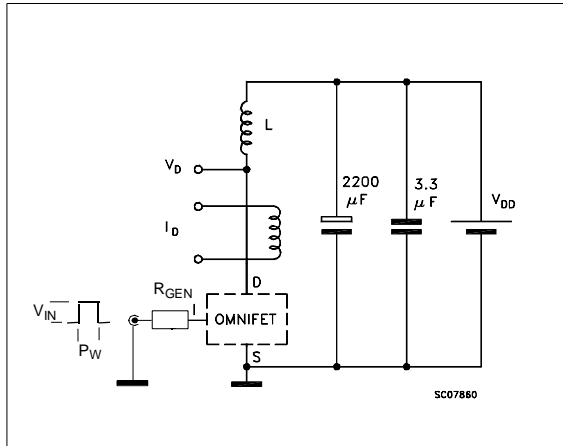 L
V_D
2200
μF
3.3
μF
V_DD
I_D
D
R_GEN
I
V_IN
OMNIFET
P_W
S
SC07860